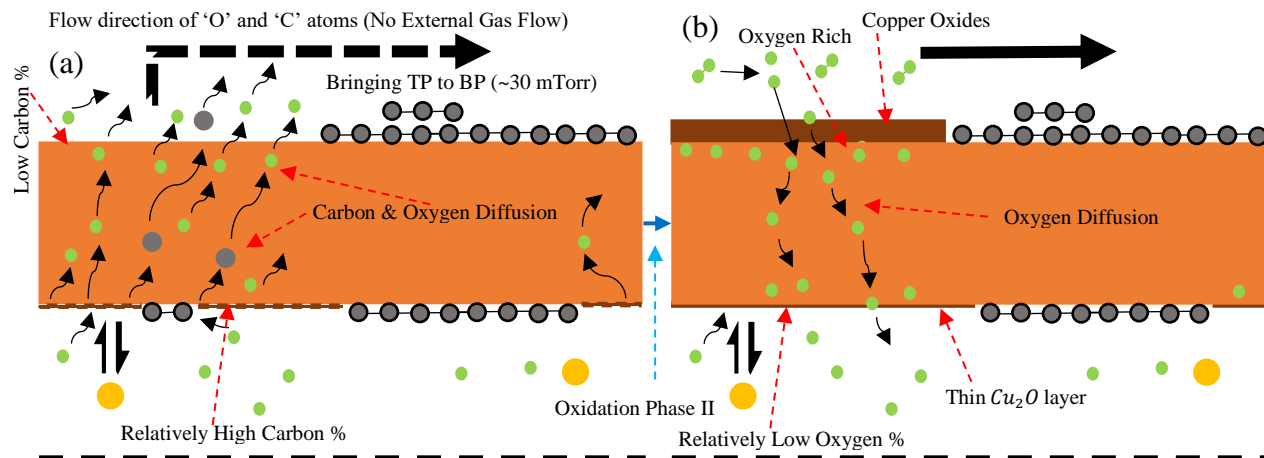 Flow direction of ‘O’ and ‘C’ atoms (No External Gas Flow)
(a)
Bringing TP to BP (~30 mTorr)
Low Carbon %
Carbon & Oxygen Diffusion
Relatively High Carbon %
Oxidation Phase II
(b)
Copper Oxides
Oxygen Rich
Oxygen Diffusion
Thin Cu₂O layer
Relatively Low Oxygen %